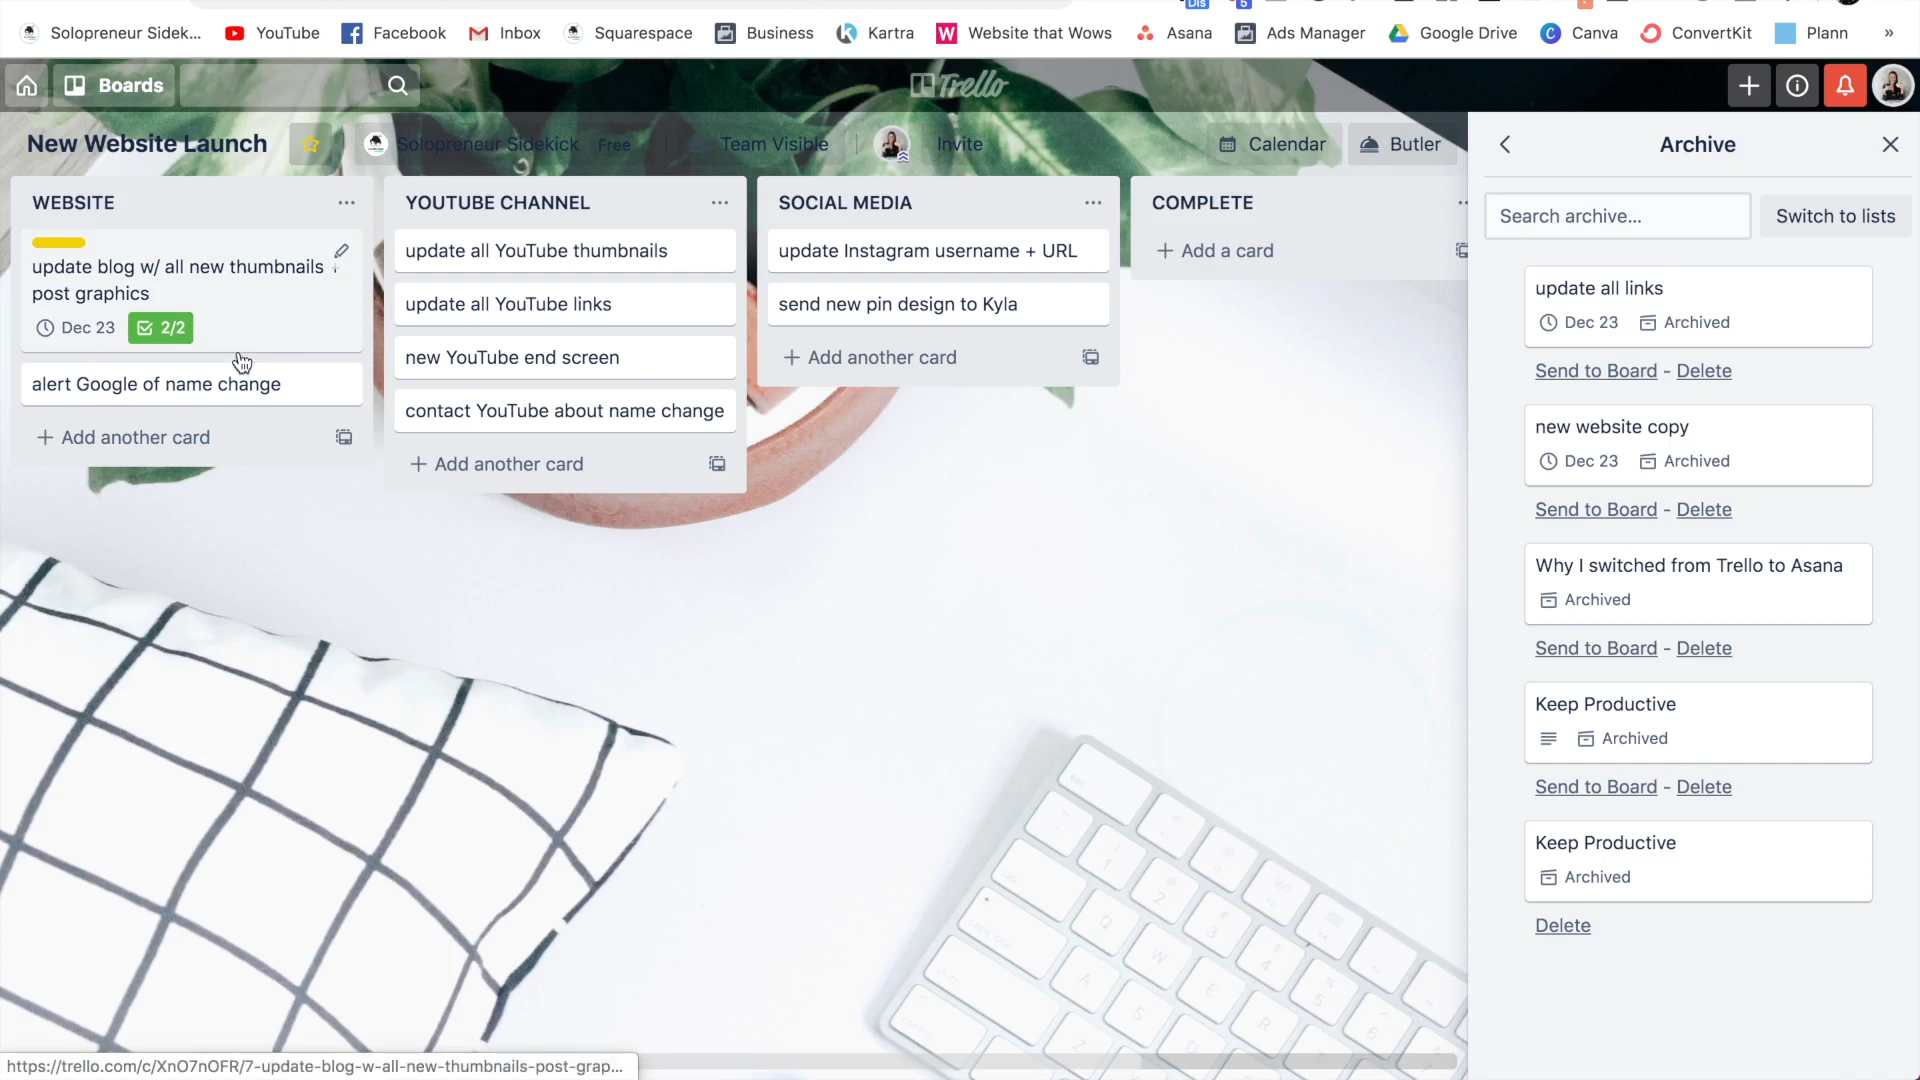 Dis
5
Solopreneur Sidek...
YouTube
Facebook
Inbox
Squarespace
Business
Kartra
Website that Wows
Asana
Ads Manager
Google Drive
Canva
ConvertKit
Plann
»
Boards
Trello
New Website Launch
Solopreneur Sidekick Free
Team Visible
Invite
Calendar
Butler
WEBSITE
update blog w/ all new thumbnails +
post graphics
Dec 23
2/2
alert Google of name change
+ Add another card
YOUTUBE CHANNEL
update all YouTube thumbnails
update all YouTube links
new YouTube end screen
contact YouTube about name change
+ Add another card
SOCIAL MEDIA
update Instagram username + URL
send new pin design to Kyla
+ Add another card
COMPLETE
+ Add a card
Archive
Search archive...
Switch to lists
update all links
Dec 23 Archived
Send to Board - Delete
new website copy
Dec 23 Archived
Send to Board - Delete
Why I switched from Trello to Asana
Archived
Send to Board - Delete
Keep Productive
Archived
Send to Board - Delete
Keep Productive
Archived
Delete
https://trello.com/c/XnO7nOFR/7-update-blog-w-all-new-thumbnails-post-grap...